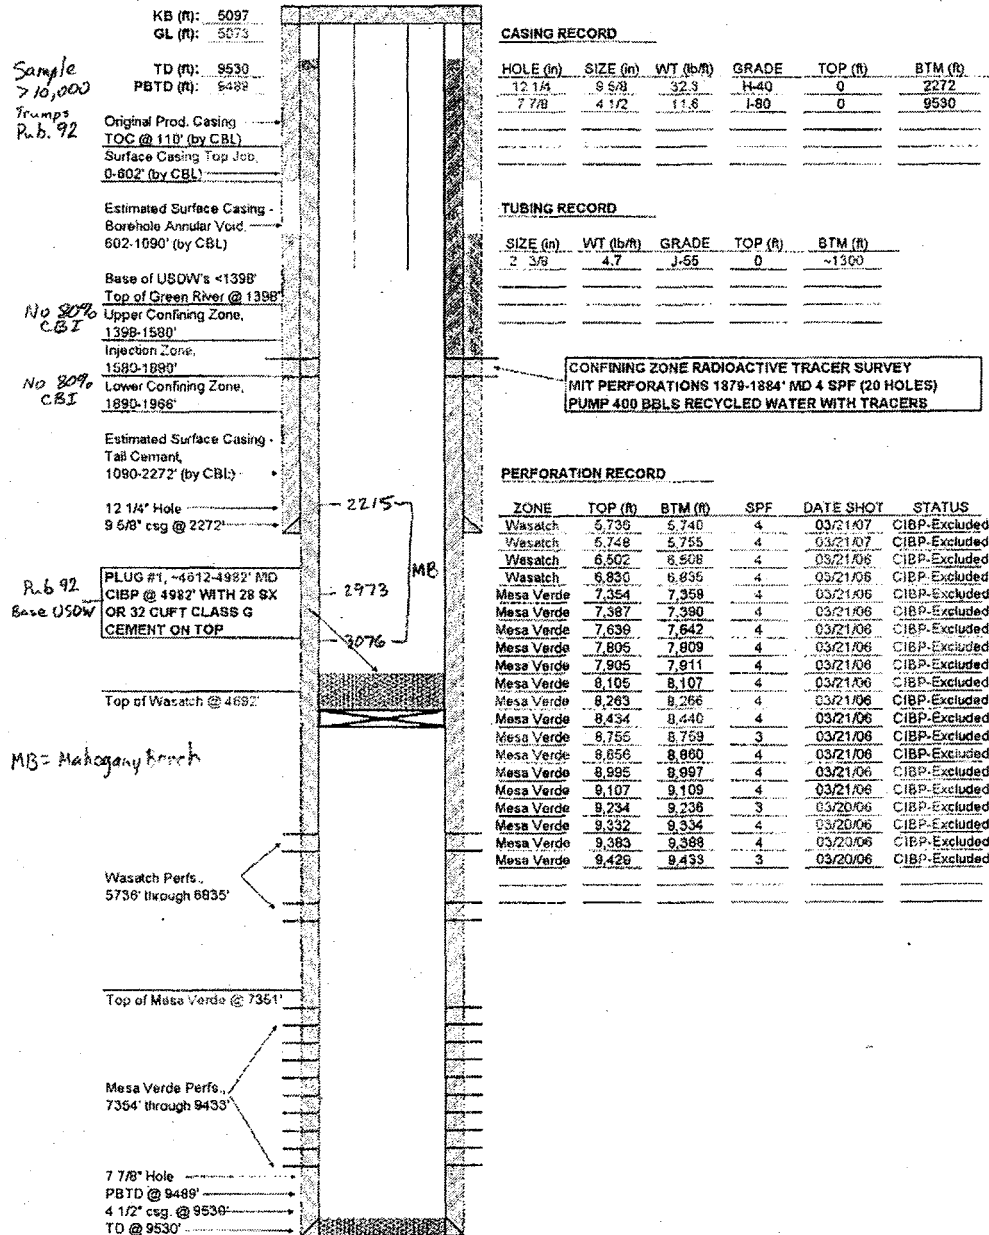 KB (ft): 5097
GL (ft): 5073
TD (ft): 9530
PBTD (ft): 9489
Sample
>10,000
Trumps
Pub. 92
Original Prod. Casing
TOC @ 110' (by CBL)
Surface Casing Top Job,
0-602' (by CBL)
Estimated Surface Casing -
Borehole Annular Void,
602-1090' (by CBL)
Base of USDW's <1398'
Top of Green River @ 1398'
No 80%
CBI
Upper Confining Zone,
1398-1580'
Injection Zone,
1580-1890'
No 80%
CBI
Lower Confining Zone,
1890-1966'
Estimated Surface Casing -
Tail Cement,
1090-2272' (by CBL)
12 1/4" Hole
9 5/8" csg @ 2272'
Pub 92
Base USDW
PLUG #1, ~4612-4982' MD
CIBP @ 4982' WITH 28 SX
OR 32 CUFT CLASS G
CEMENT ON TOP
2215
2973
3076
MB
Top of Wasatch @ 4692'
MB = Mahogany Bench
Wasatch Perfs.,
5736' through 6835'
Top of Mesa Verde @ 7351'
Mesa Verde Perfs.,
7354' through 9433'
7 7/8" Hole
PBTD @ 9489'
4 1/2" csg. @ 9530'
TD @ 9530'
CASING RECORD
HOLE (in) SIZE (in) WT (lb/ft) GRADE TOP (ft) BTM (ft)
12 1/4 9 5/8 32.3 H-40 0 2272
7 7/8 4 1/2 11.6 I-80 0 9530
TUBING RECORD
SIZE (in) WT (lb/ft) GRADE TOP (ft) BTM (ft)
2 3/8 4.7 J-55 0 ~1300
CONFINING ZONE RADIOACTIVE TRACER SURVEY
MIT PERFORATIONS 1879-1884' MD 4 SPF (20 HOLES)
PUMP 400 BBLS RECYCLED WATER WITH TRACERS
PERFORATION RECORD
ZONE TOP (ft) BTM (ft) SPF DATE SHOT STATUS
Wasatch 5,736 5,740 4 03/21/07 CIBP-Excluded
Wasatch 5,748 5,755 4 03/21/07 CIBP-Excluded
Wasatch 6,502 6,508 4 03/21/06 CIBP-Excluded
Wasatch 6,830 6,835 4 03/21/06 CIBP-Excluded
Mesa Verde 7,354 7,359 4 03/21/06 CIBP-Excluded
Mesa Verde 7,387 7,390 4 03/21/06 CIBP-Excluded
Mesa Verde 7,639 7,642 4 03/21/06 CIBP-Excluded
Mesa Verde 7,805 7,809 4 03/21/06 CIBP-Excluded
Mesa Verde 7,905 7,911 4 03/21/06 CIBP-Excluded
Mesa Verde 8,105 8,107 4 03/21/06 CIBP-Excluded
Mesa Verde 8,263 8,266 4 03/21/06 CIBP-Excluded
Mesa Verde 8,434 8,440 4 03/21/06 CIBP-Excluded
Mesa Verde 8,755 8,759 3 03/21/06 CIBP-Excluded
Mesa Verde 8,856 8,860 4 03/21/06 CIBP-Excluded
Mesa Verde 8,995 8,997 4 03/21/06 CIBP-Excluded
Mesa Verde 9,107 9,109 4 03/21/06 CIBP-Excluded
Mesa Verde 9,234 9,236 3 03/20/06 CIBP-Excluded
Mesa Verde 9,332 9,334 4 03/20/06 CIBP-Excluded
Mesa Verde 9,383 9,388 4 03/20/06 CIBP-Excluded
Mesa Verde 9,429 9,433 3 03/20/06 CIBP-Excluded